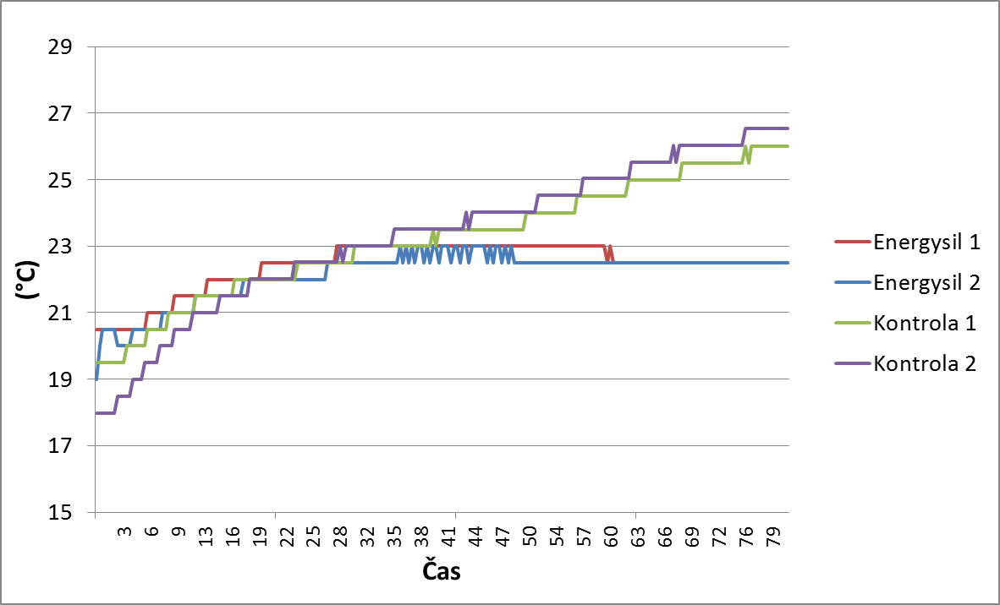 29
27
25
23
21
19
17
15
(°C)
3 6 9 13 16 19 22 25 28 32 35 38 41 44 47 50 54 57 60 63 66 69 72 76 79
Čas
Energysil 1
Energysil 2
Kontrola 1
Kontrola 2